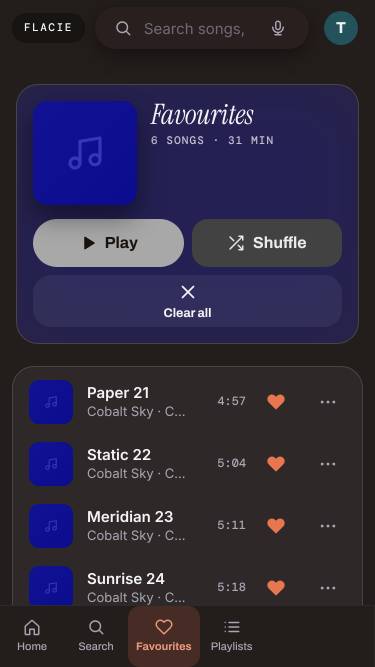 FLACIE
Search songs,
T
Favourites
6 SONGS · 31 MIN
Play
Shuffle
Clear all
Paper 21
4:57
Cobalt Sky · C...
Static 22
5:04
Cobalt Sky · C...
Meridian 23
5:11
Cobalt Sky · C...
Sunrise 24
5:18
Cobalt Sky · C...
Home
Search
Favourites
Playlists